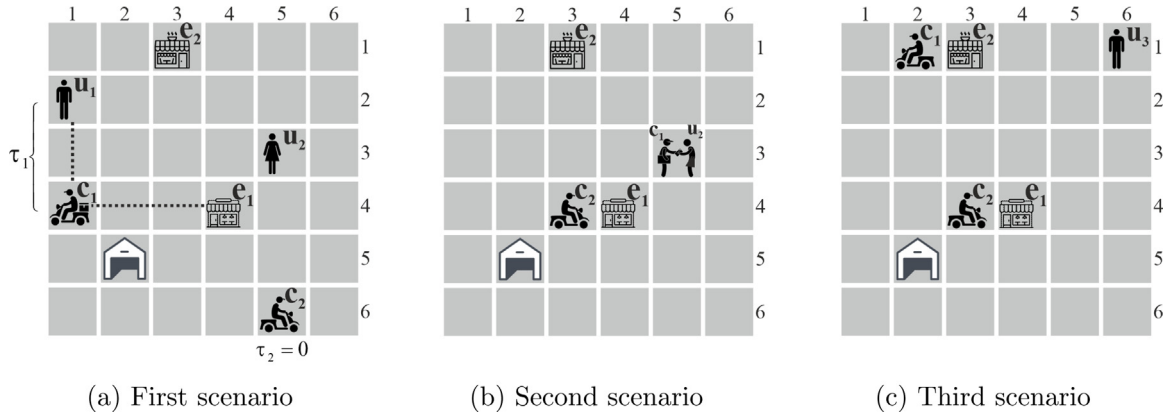 1 2 3 4 5 6
e₂ 1
u₁ 2
u₂ 3
τ₁
c₁ e₁ 4
5
c₂ 6
τ₂ = 0
(a) First scenario
1 2 3 4 5 6
e₂ 1
2
c₁ u₂ 3
c₂ e₁ 4
5
6
(b) Second scenario
1 2 3 4 5 6
c₁ e₂ u₃ 1
2
3
c₂ e₁ 4
5
6
(c) Third scenario